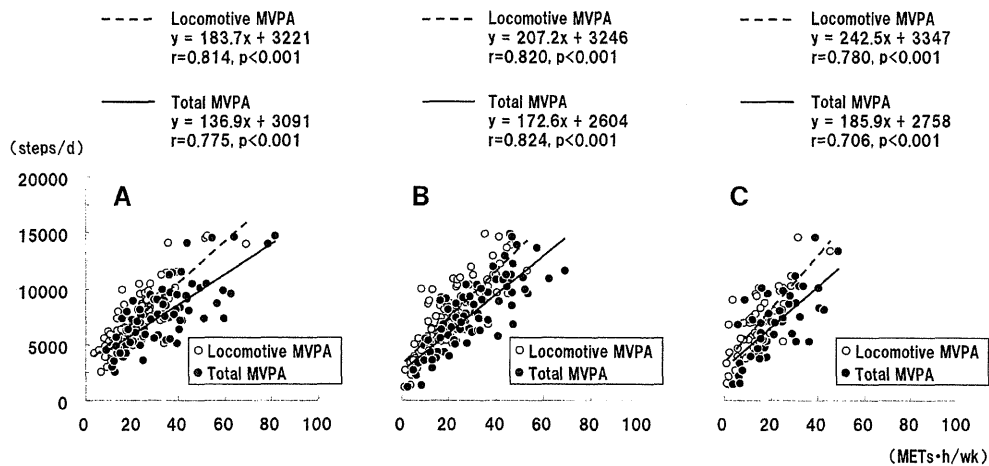 Locomotive MVPA
y = 183.7x + 3221
r=0.814, p<0.001
Total MVPA
y = 136.9x + 3091
r=0.775, p<0.001
Locomotive MVPA
y = 207.2x + 3246
r=0.820, p<0.001
Total MVPA
y = 172.6x + 2604
r=0.824, p<0.001
Locomotive MVPA
y = 242.5x + 3347
r=0.780, p<0.001
Total MVPA
y = 185.9x + 2758
r=0.706, p<0.001
(steps/d)
20000
15000
10000
5000
0
A
Locomotive MVPA
Total MVPA
0 20 40 60 80 100
B
Locomotive MVPA
Total MVPA
0 20 40 60 80 100
C
Locomotive MVPA
Total MVPA
0 20 40 60 80 100
(METs·h/wk)